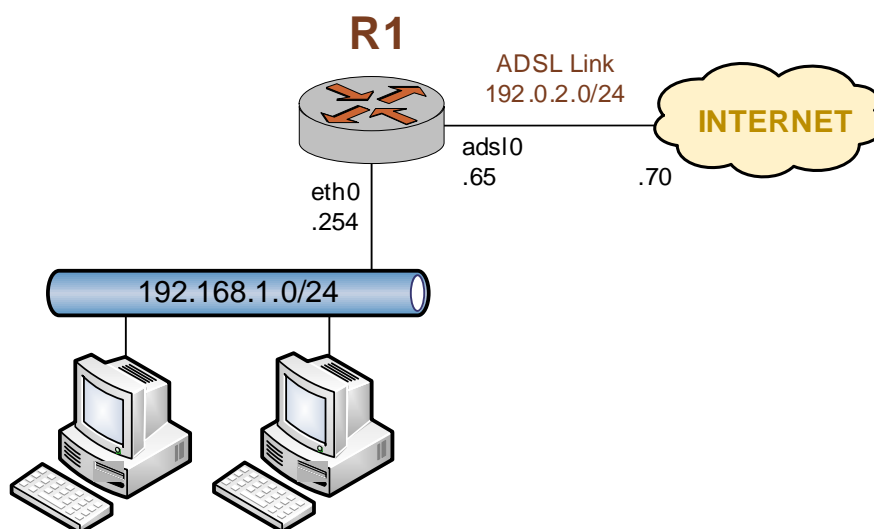 R1
ADSL Link
192.0.2.0/24
INTERNET
adsl0
.65
.70
eth0
.254
192.168.1.0/24